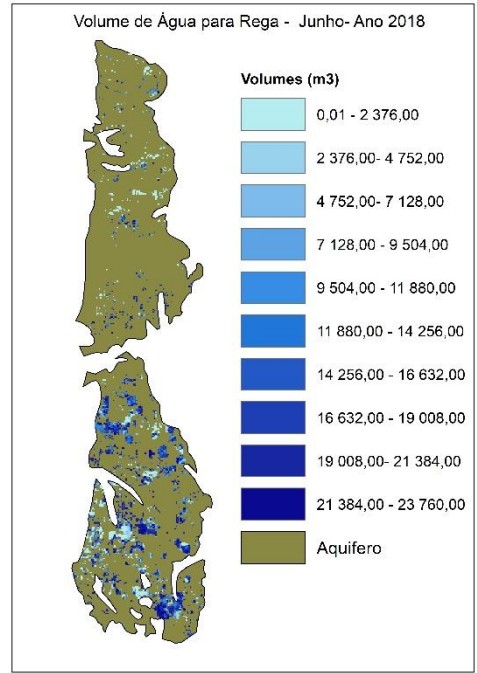 Volume de Água para Rega - Junho- Ano 2018
Volumes (m3)
0,01 - 2 376,00
2 376,00- 4 752,00
4 752,00- 7 128,00
7 128,00 - 9 504,00
9 504,00 - 11 880,00
11 880,00 - 14 256,00
14 256,00 - 16 632,00
16 632,00 - 19 008,00
19 008,00- 21 384,00
21 384,00 - 23 760,00
Aquifero